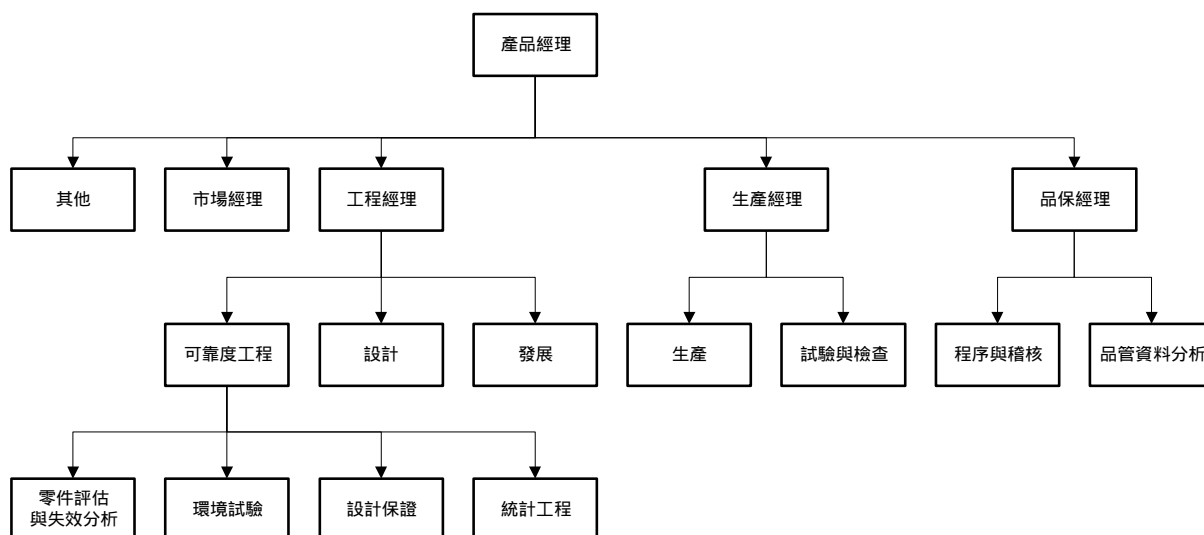 產品經理
其他
市場經理
工程經理
生產經理
品保經理
可靠度工程
設計
發展
生產
試驗與檢查
程序與稽核
品管資料分析
零件評估
與失效分析
環境試驗
設計保證
統計工程